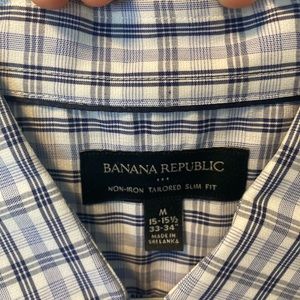 BANANA REPUBLIC
NON-IRON TAILORED SLIM FIT
M
15-15½
33-34"
MADE IN
SRI LANKA